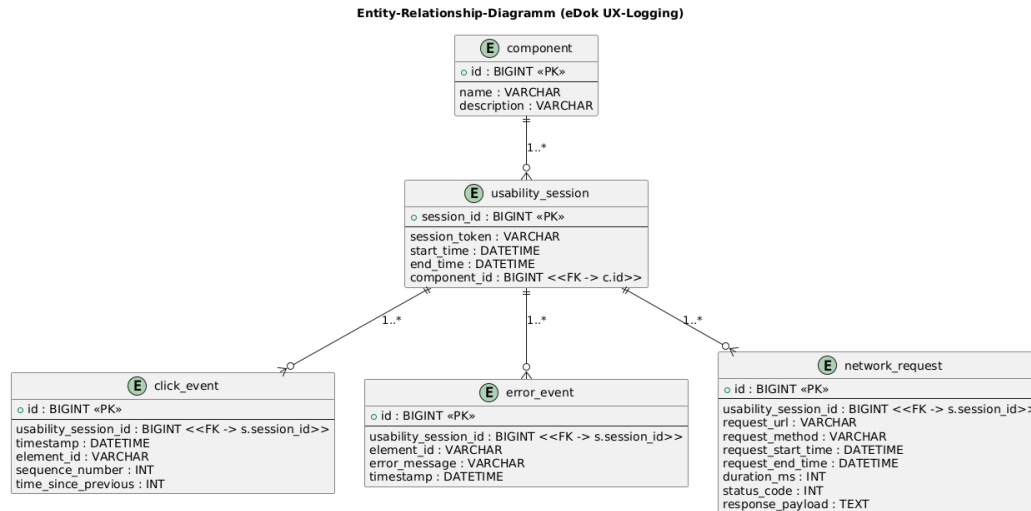 Entity-Relationship-Diagramm (eDok UX-Logging)
E component
id : BIGINT «PK»
name : VARCHAR
description : VARCHAR
1..*
E usability_session
session_id : BIGINT «PK»
session_token : VARCHAR
start_time : DATETIME
end_time : DATETIME
component_id : BIGINT <<FK -> c.id>>
1..*
1..*
1..*
E click_event
id : BIGINT «PK»
usability_session_id : BIGINT <<FK -> s.session_id>>
timestamp : DATETIME
element_id : VARCHAR
sequence_number : INT
time_since_previous : INT
E error_event
id : BIGINT «PK»
usability_session_id : BIGINT <<FK -> s.session_id>>
element_id : VARCHAR
error_message : VARCHAR
timestamp : DATETIME
E network_request
id : BIGINT «PK»
usability_session_id : BIGINT <<FK -> s.session_id>>
request_url : VARCHAR
request_method : VARCHAR
request_start_time : DATETIME
request_end_time : DATETIME
duration_ms : INT
status_code : INT
response_payload : TEXT